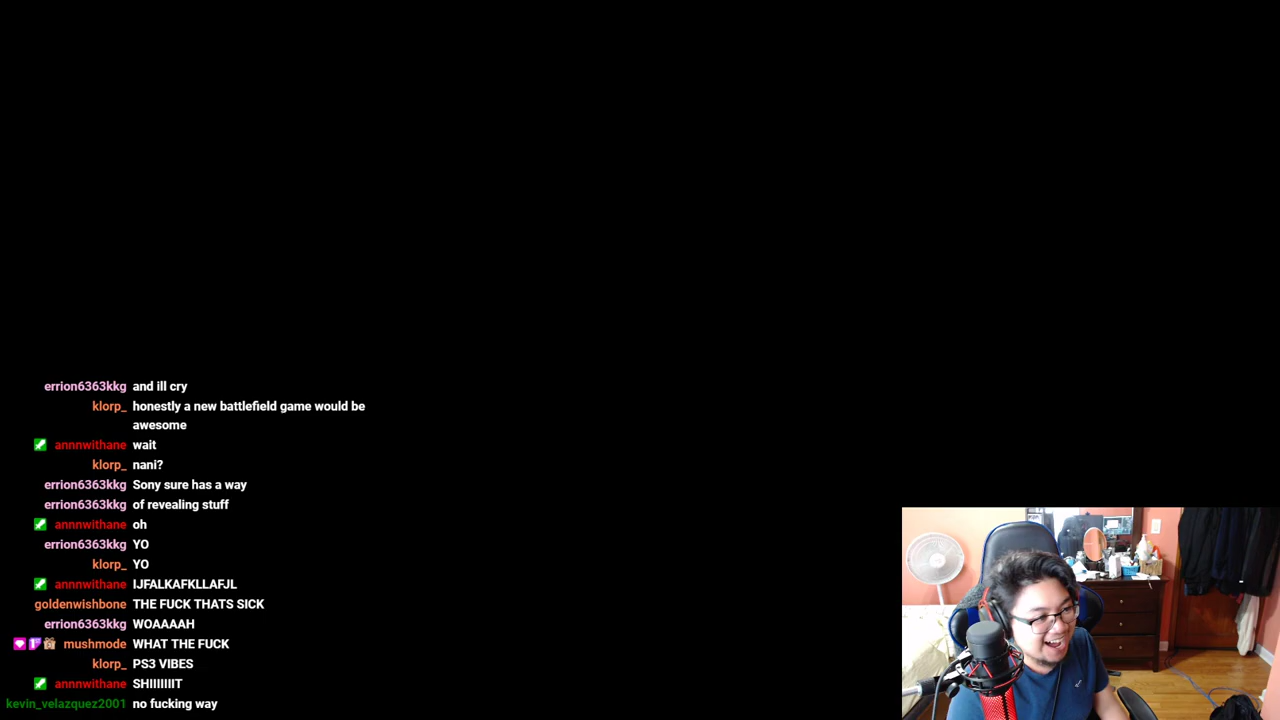 errion6363kkg and ill cry
klorp_ honestly a new battlefield game would be
awesome
annnwithane wait
klorp_ nani?
errion6363kkg Sony sure has a way
errion6363kkg of revealing stuff
annnwithane oh
errion6363kkg YO
klorp_ YO
annnwithane IJFALKAFKLLAFJL
goldenwishbone THE FUCK THATS SICK
errion6363kkg WOAAAAH
mushmode WHAT THE FUCK
klorp_ PS3 VIBES
annnwithane SHIIIIIIIT
kevin_velazquez2001 no fucking way